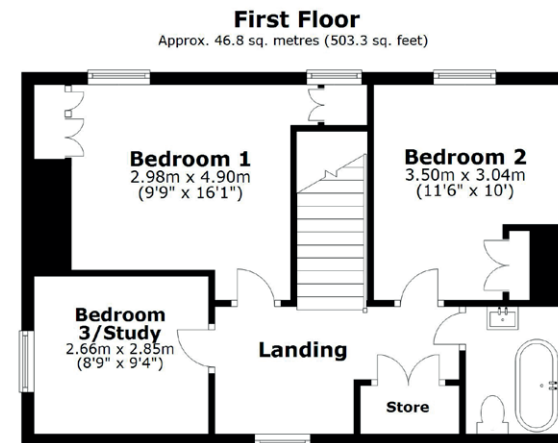 First Floor
Approx. 46.8 sq. metres (503.3 sq. feet)
Bedroom 1
2.98m x 4.90m
(9'9" x 16'1")
Bedroom 2
3.50m x 3.04m
(11'6" x 10')
Bedroom
3/Study
2.66m x 2.85m
(8'9" x 9'4")
Landing
Store